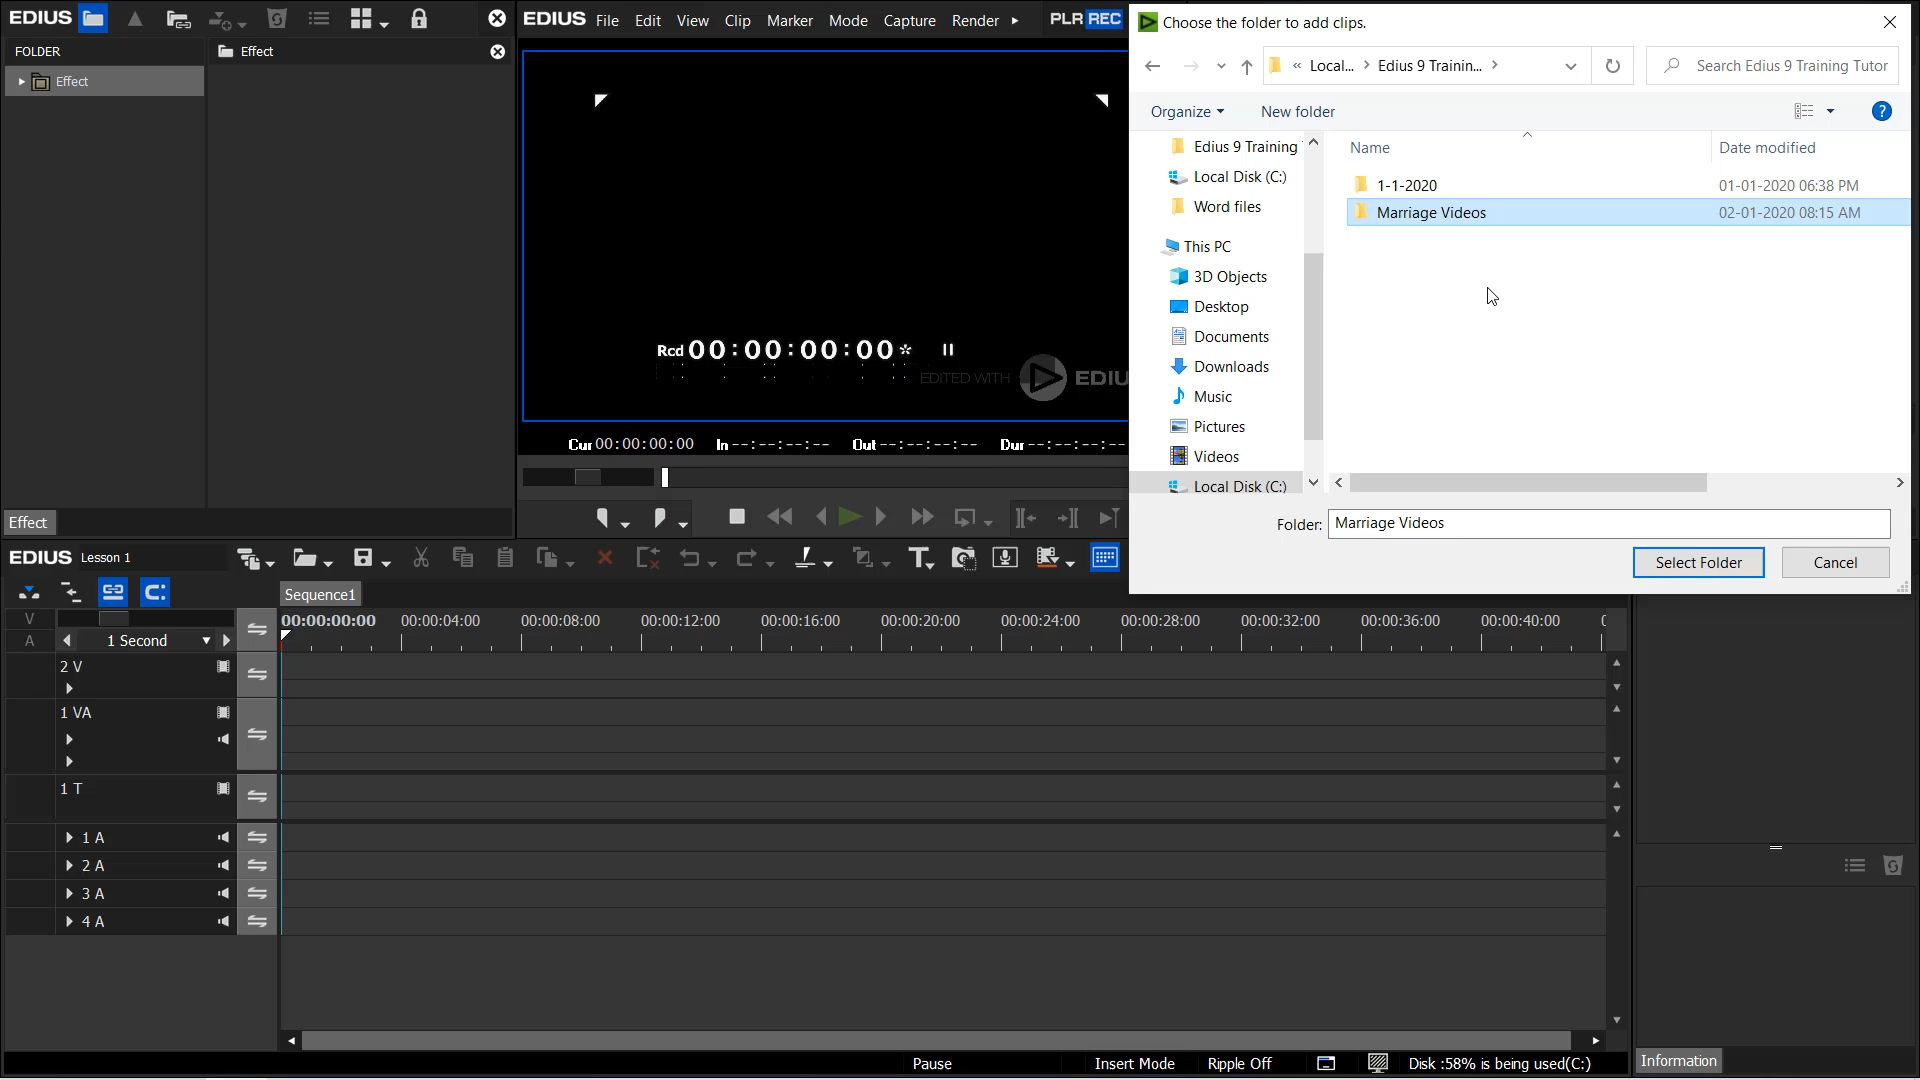 EDIUS
FOLDER
Effect
Effect
Effect
EDIUS File Edit View Clip Marker Mode Capture Render PLR REC
Rcd 00:00:00:00 *
EDITED WITH EDIU
Cur 00:00:00:00 In --:--:--:-- Out --:--:--:-- Dur --:--:--:--
Choose the folder to add clips.
« Local... Edius 9 Trainin...
Search Edius 9 Training Tutor
Organize New folder
?
Edius 9 Training
Local Disk (C:)
Word files
This PC
3D Objects
Desktop
Documents
Downloads
Music
Pictures
Videos
Local Disk (C:)
Name Date modified
1-1-2020 01-01-2020 06:38 PM
Marriage Videos 02-01-2020 08:15 AM
Folder: Marriage Videos
Select Folder Cancel
EDIUS Lesson 1
Sequence1
V
A
1 Second
00:00:00:00 00:00:04:00 00:00:08:00 00:00:12:00 00:00:16:00 00:00:20:00 00:00:24:00 00:00:28:00 00:00:32:00 00:00:36:00 00:00:40:00
2 V
1 VA
1 T
1 A
2 A
3 A
4 A
Pause Insert Mode Ripple Off Disk :58% is being used(C:)
Information